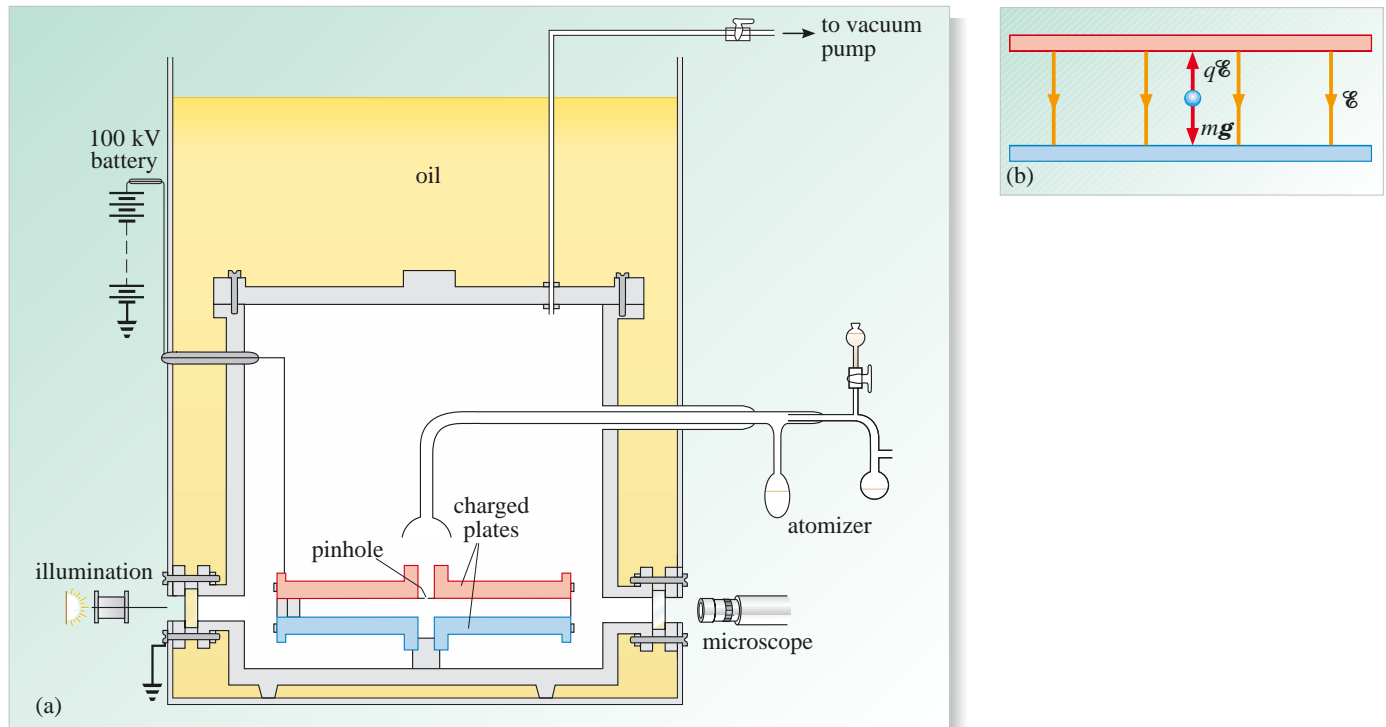 to vacuum
pump
100 kV
battery
oil
charged
plates
atomizer
pinhole
illumination
microscope
(a)
qℰ
ℰ
mg
(b)